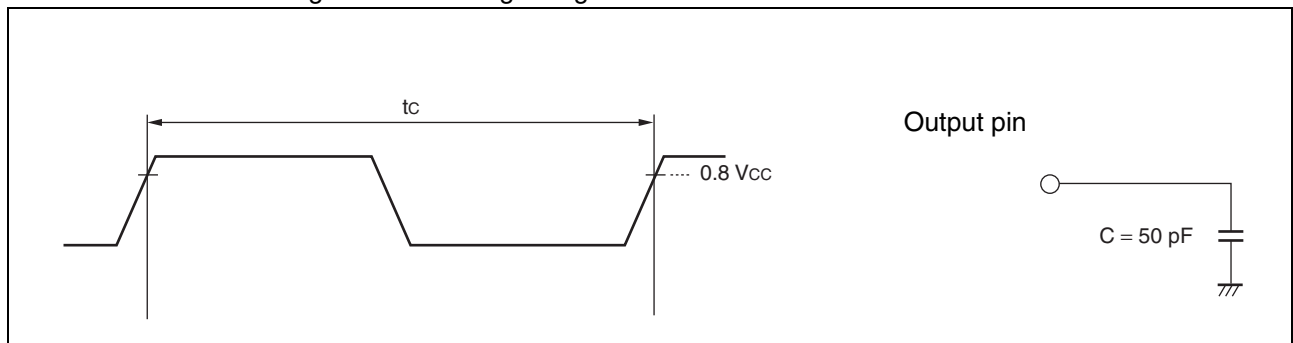 tC
0.8 VCC
Output pin
C = 50 pF